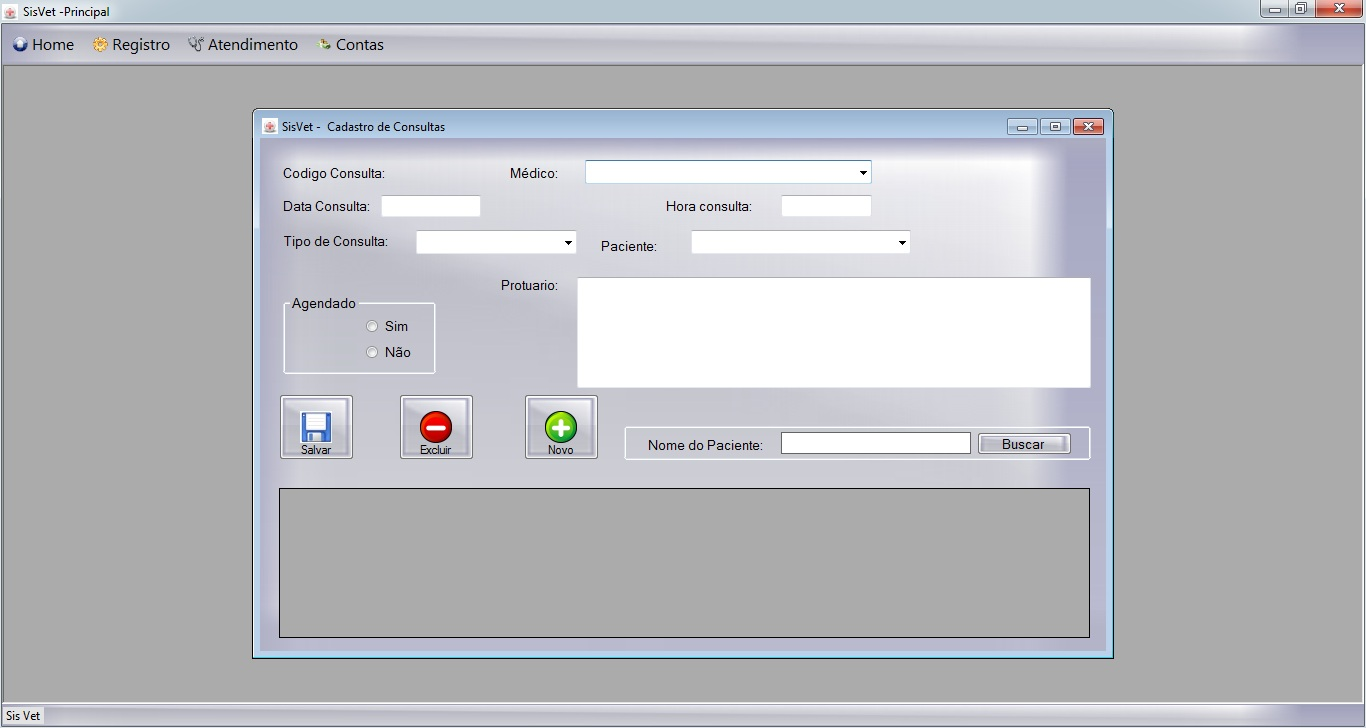 SisVet -Principal
Home Registro Atendimento Contas
SisVet - Cadastro de Consultas
Codigo Consulta: Médico:
Data Consulta: Hora consulta:
Tipo de Consulta: Paciente:
Protuario:
Agendado
Sim
Não
Salvar Excluir Novo
Nome do Paciente: Buscar
Sis Vet